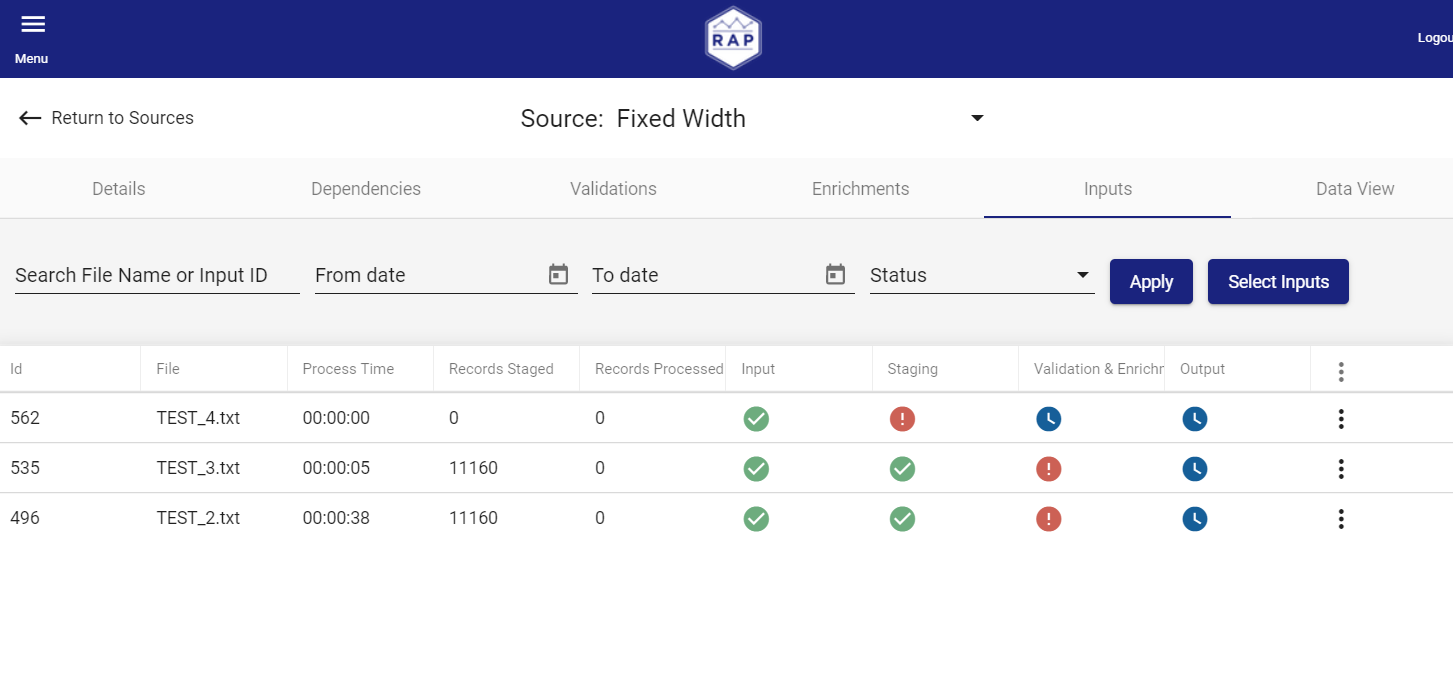 Menu
RAP
Logou
Return to Sources
Source: Fixed Width
Details Dependencies Validations Enrichments Inputs Data View
Search File Name or Input ID From date To date Status Apply Select Inputs
Id File Process Time Records Staged Records Processed Input Staging Validation & Enrichr Output
562 TEST_4.txt 00:00:00 0 0
535 TEST_3.txt 00:00:05 11160 0
496 TEST_2.txt 00:00:38 11160 0